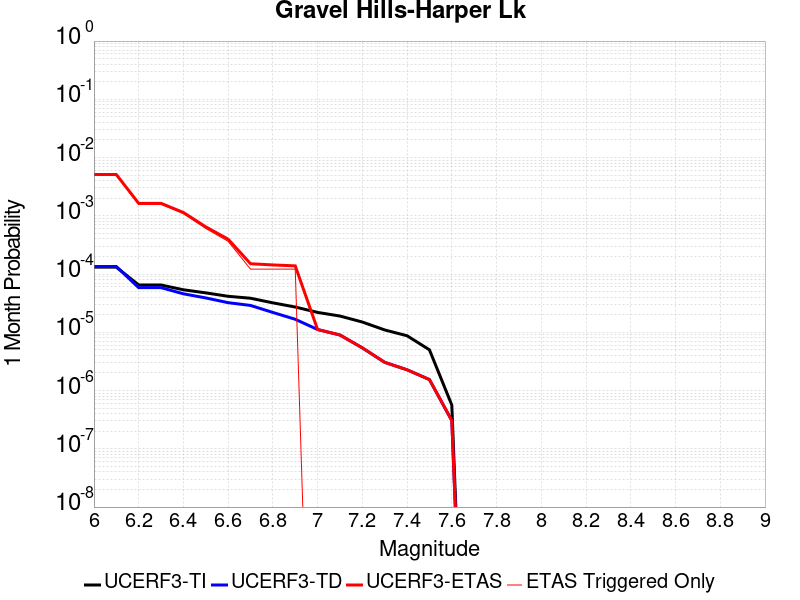 Gravel Hills-Harper Lk
1 Month Probability
10^0
10^-1
10^-2
10^-3
10^-4
10^-5
10^-6
10^-7
10^-8
6 6.2 6.4 6.6 6.8 7 7.2 7.4 7.6 7.8 8 8.2 8.4 8.6 8.8 9
Magnitude
UCERF3-TI UCERF3-TD UCERF3-ETAS ETAS Triggered Only